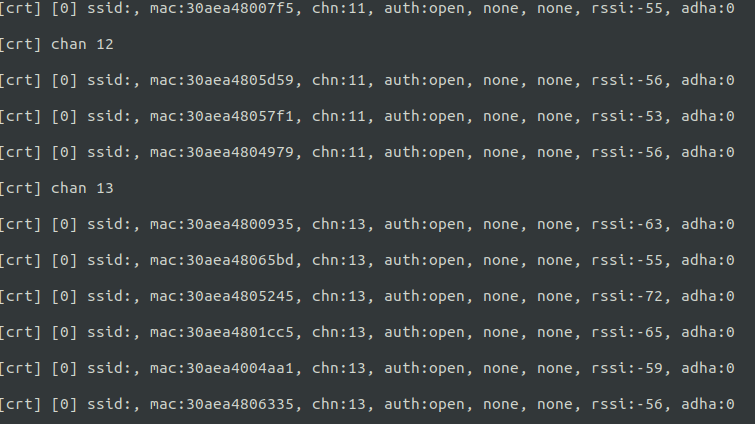 [crt] [0] ssid:, mac:30aea48007f5, chn:11, auth:open, none, none, rssi:-55, adha:0
[crt] chan 12
[crt] [0] ssid:, mac:30aea4805d59, chn:11, auth:open, none, none, rssi:-56, adha:0
[crt] [0] ssid:, mac:30aea48057f1, chn:11, auth:open, none, none, rssi:-53, adha:0
[crt] [0] ssid:, mac:30aea4804979, chn:11, auth:open, none, none, rssi:-56, adha:0
[crt] chan 13
[crt] [0] ssid:, mac:30aea4800935, chn:13, auth:open, none, none, rssi:-63, adha:0
[crt] [0] ssid:, mac:30aea48065bd, chn:13, auth:open, none, none, rssi:-55, adha:0
[crt] [0] ssid:, mac:30aea4805245, chn:13, auth:open, none, none, rssi:-72, adha:0
[crt] [0] ssid:, mac:30aea4801cc5, chn:13, auth:open, none, none, rssi:-65, adha:0
[crt] [0] ssid:, mac:30aea4004aa1, chn:13, auth:open, none, none, rssi:-59, adha:0
[crt] [0] ssid:, mac:30aea4806335, chn:13, auth:open, none, none, rssi:-56, adha:0